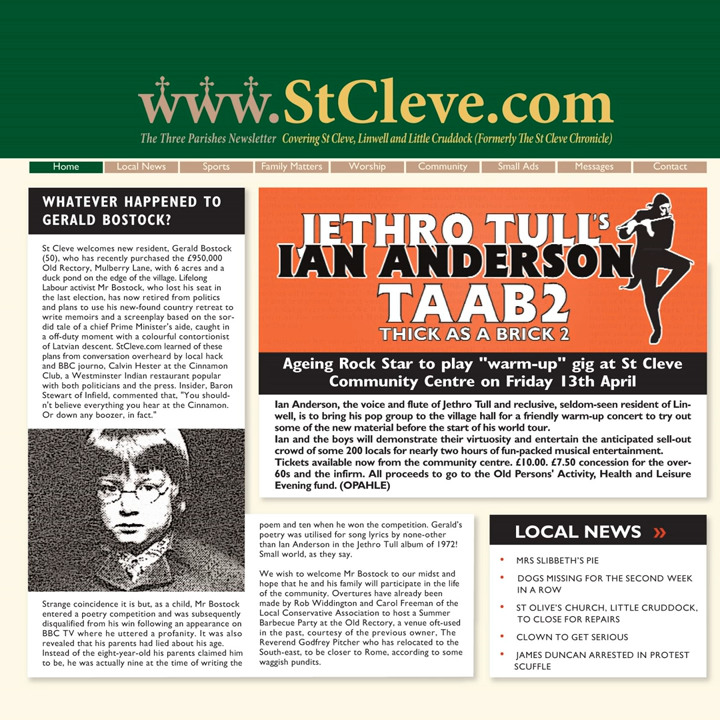 www.StCleve.com
The Three Parishes Newsletter Covering St Cleve, Linwell and Little Cruddock (Formerly The St Cleve Chronicle)
Home Local News Sports Family Matters Worship Community Small Ads Messages Contact
WHATEVER HAPPENED TO
GERALD BOSTOCK?
St Cleve welcomes new resident, Gerald Bostock
(50), who has recently purchased the £950,000
Old Rectory, Mulberry Lane, with 6 acres and a
duck pond on the edge of the village. Lifelong
Labour activist Mr Bostock, who lost his seat in
the last election, has now retired from politics
and plans to use his new-found country retreat to
write memoirs and a screenplay based on the sor-
did tale of a chief Prime Minister's aide, caught in
a off-duty moment with a colourful contortionist
of Latvian descent. StCleve.com learned of these
plans from conversation overheard by local hack
and BBC journo, Calvin Hester at the Cinnamon
Club, a Westminster Indian restaurant popular
with both politicians and the press. Insider, Baron
Stewart of Infield, commented that, "You should-
n't believe everything you hear at the Cinnamon.
Or down any boozer, in fact."
Strange coincidence it is but, as a child, Mr Bostock
entered a poetry competition and was subsequently
disqualified from his win following an appearance on
BBC TV where he uttered a profanity. It was also
revealed that his parents had lied about his age.
Instead of the eight-year-old his parents claimed him
to be, he was actually nine at the time of writing the
poem and ten when he won the competition. Gerald's
poetry was utilised for song lyrics by none-other
than Ian Anderson in the Jethro Tull album of 1972!
Small world, as they say.
We wish to welcome Mr Bostock to our midst and
hope that he and his family will participate in the life
of the community. Overtures have already been
made by Rob Widdington and Carol Freeman of the
Local Conservative Association to host a Summer
Barbecue Party at the Old Rectory, a venue oft-used
in the past, courtesy of the previous owner, The
Reverend Godfrey Pitcher who has relocated to the
South-east, to be closer to Rome, according to some
waggish pundits.
JETHRO TULL'S
IAN ANDERSON
TAAB2
THICK AS A BRICK 2
Ageing Rock Star to play "warm-up" gig at St Cleve
Community Centre on Friday 13th April
Ian Anderson, the voice and flute of Jethro Tull and reclusive, seldom-seen resident of Lin-
well, is to bring his pop group to the village hall for a friendly warm-up concert to try out
some of the new material before the start of his world tour.
Ian and the boys will demonstrate their virtuosity and entertain the anticipated sell-out
crowd of some 200 locals for nearly two hours of fun-packed musical entertainment.
Tickets available now from the community centre. £10.00. £7.50 concession for the over-
60s and the infirm. All proceeds to go to the Old Persons' Activity, Health and Leisure
Evening fund. (OPAHLE)
LOCAL NEWS »
• MRS SLIBBETH'S PIE
• DOGS MISSING FOR THE SECOND WEEK
IN A ROW
• ST OLIVE'S CHURCH, LITTLE CRUDDOCK,
TO CLOSE FOR REPAIRS
• CLOWN TO GET SERIOUS
• JAMES DUNCAN ARRESTED IN PROTEST
SCUFFLE